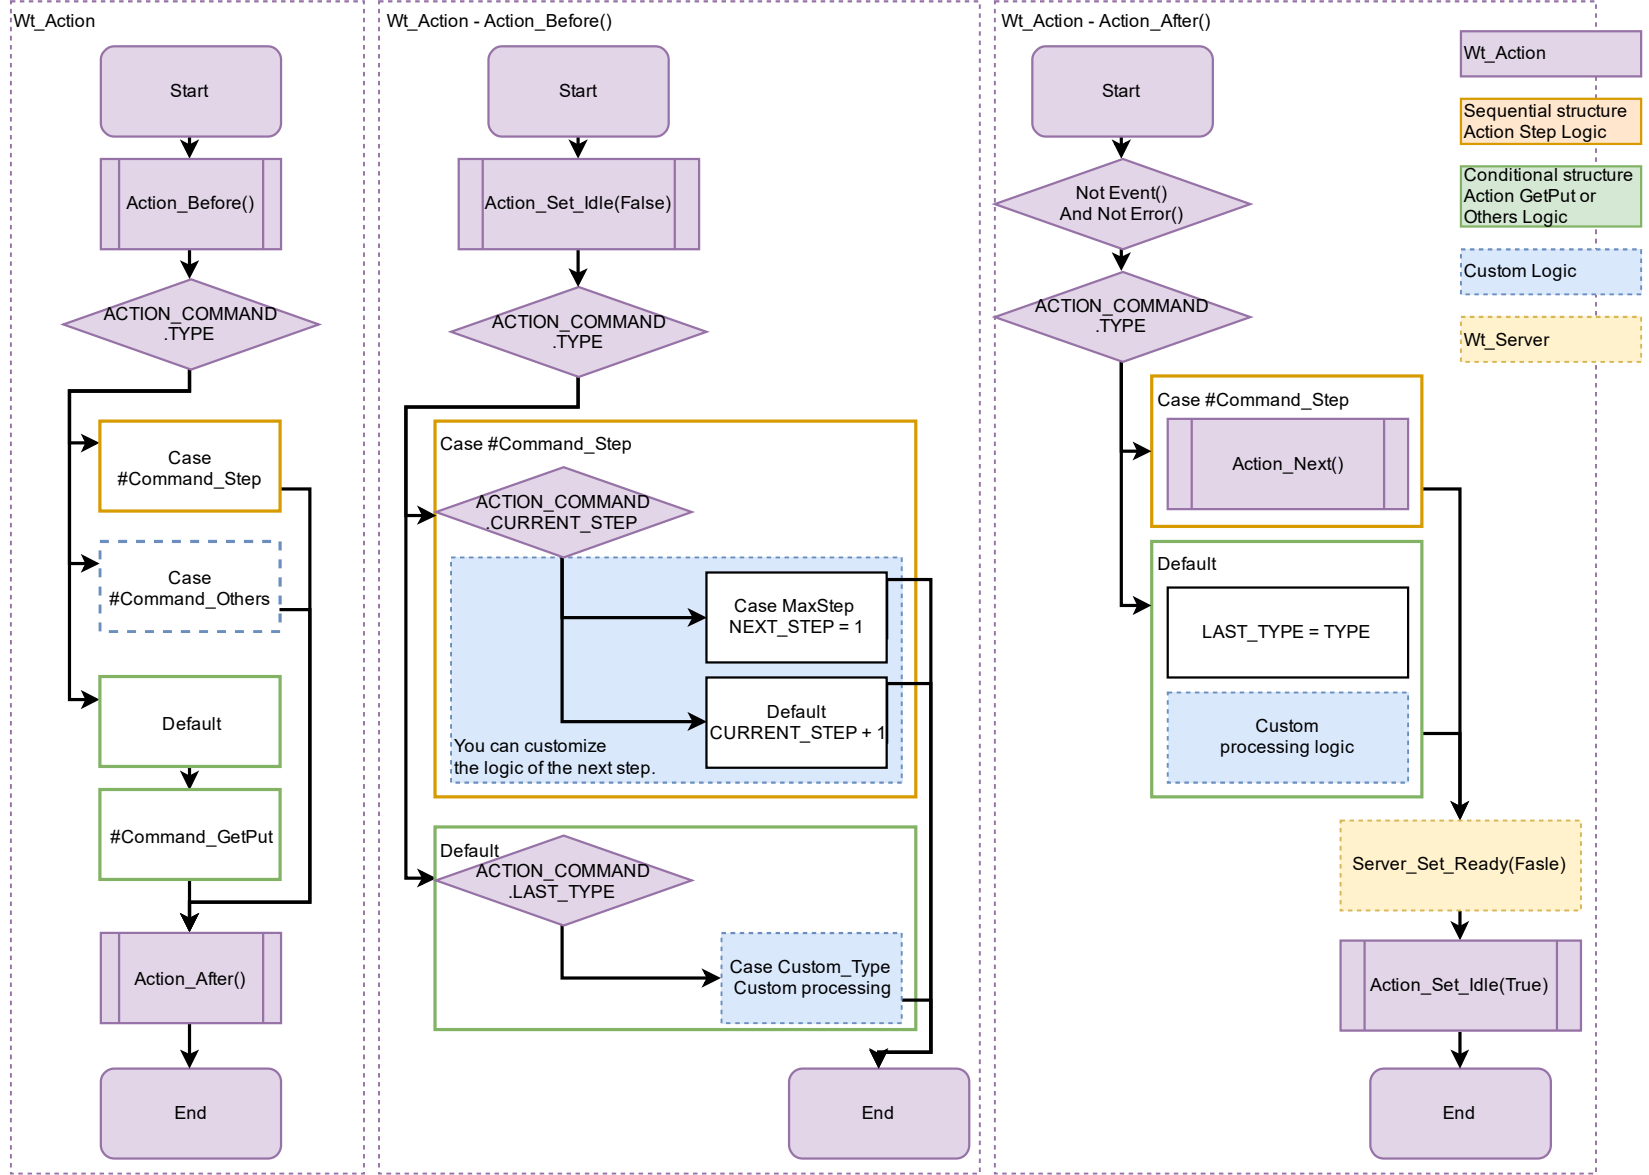 Wt_Action
Start
Action_Before()
ACTION_COMMAND
.TYPE
Case
#Command_Step
Case
#Command_Others
Default
#Command_GetPut
Action_After()
End
Wt_Action - Action_Before()
Start
Action_Set_Idle(False)
ACTION_COMMAND
.TYPE
Case #Command_Step
ACTION_COMMAND
.CURRENT_STEP
Case MaxStep
NEXT_STEP = 1
Default
CURRENT_STEP + 1
You can customize
the logic of the next step.
Default
ACTION_COMMAND
.LAST_TYPE
Case Custom_Type
Custom processing
End
Wt_Action - Action_After()
Start
Not Event()
And Not Error()
ACTION_COMMAND
.TYPE
Case #Command_Step
Action_Next()
Default
LAST_TYPE = TYPE
Custom
processing logic
Server_Set_Ready(Fasle)
Action_Set_Idle(True)
End
Wt_Action
Sequential structure
Action Step Logic
Conditional structure
Action GetPut or
Others Logic
Custom Logic
Wt_Server